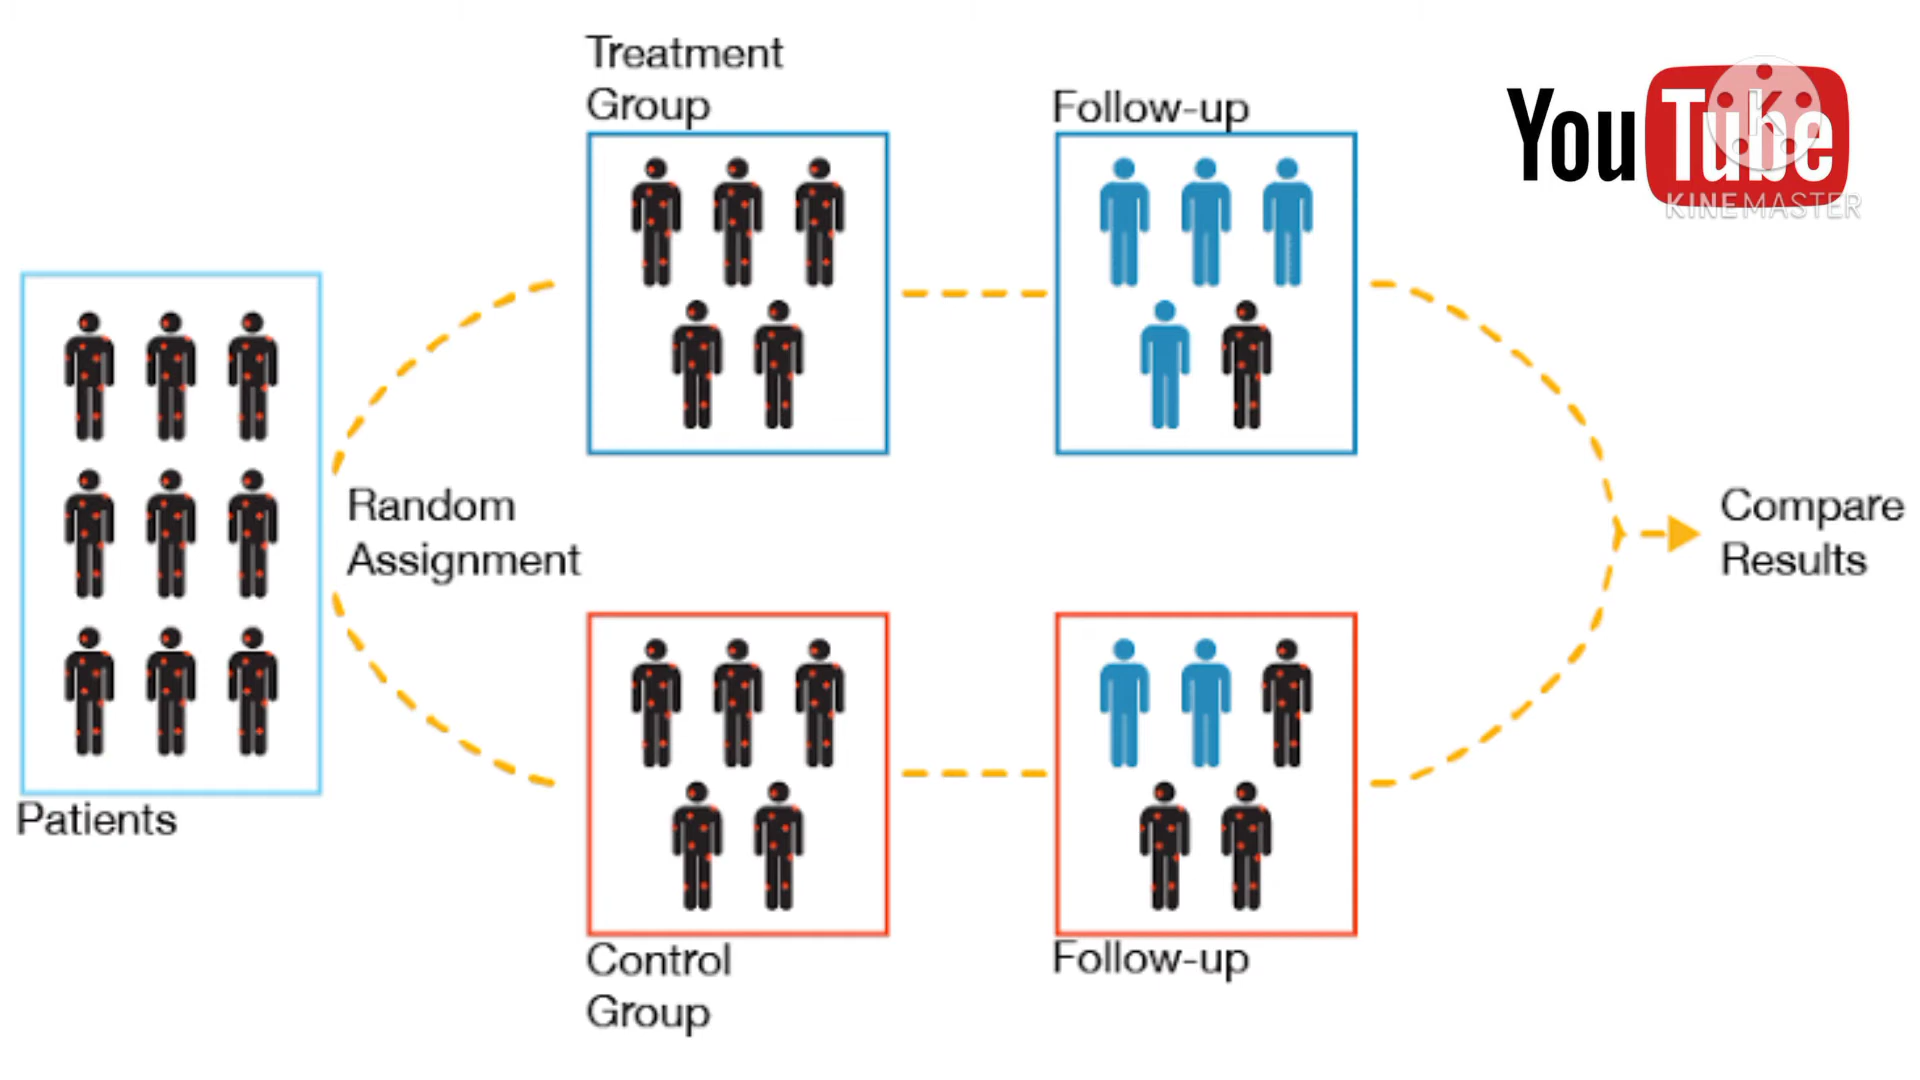 Treatment
Group
Follow-up
YouTube
K
KINEMASTER
Random
Assignment
Compare
Results
Patients
Control
Group
Follow-up